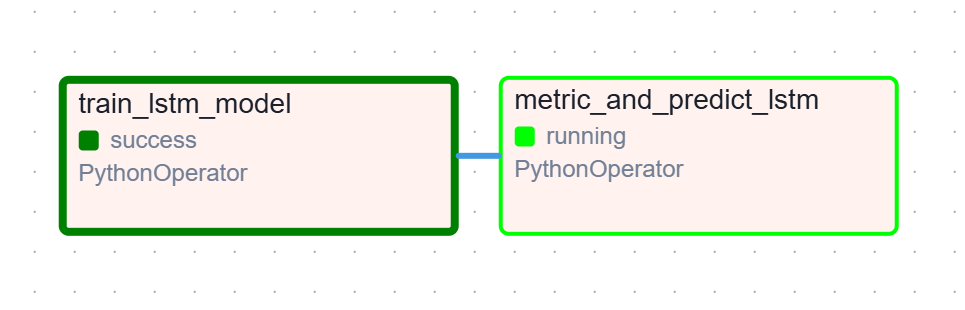 train_lstm_model
success
PythonOperator
metric_and_predict_lstm
running
PythonOperator